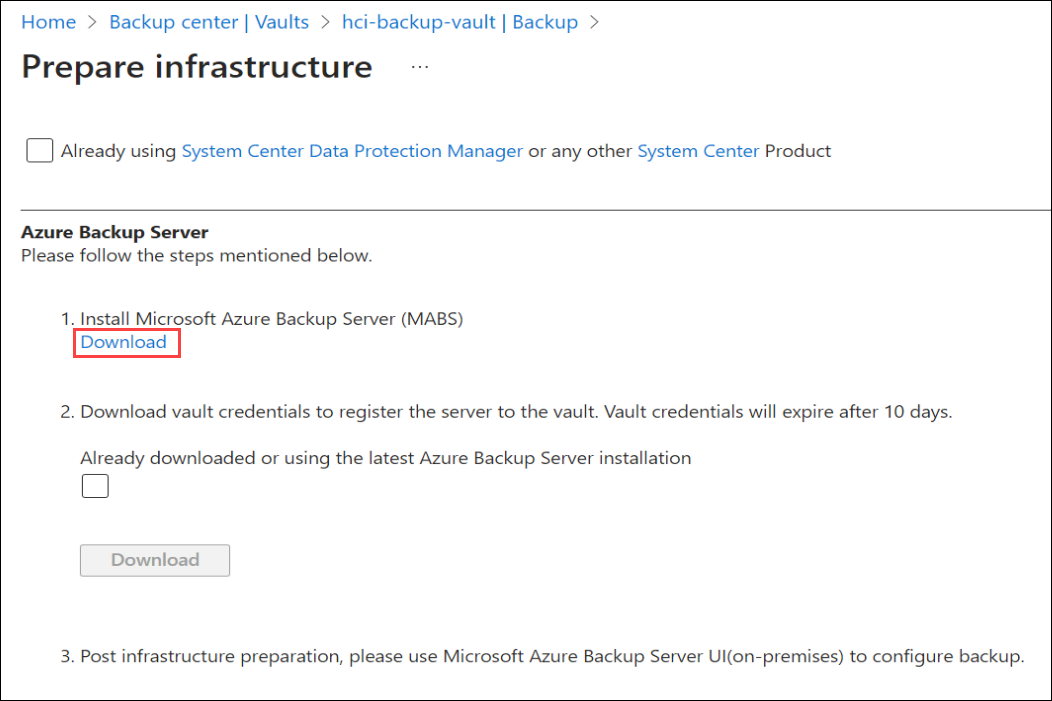 Home > Backup center | Vaults > hci-backup-vault | Backup >
Prepare infrastructure ...
Already using System Center Data Protection Manager or any other System Center Product
Azure Backup Server
Please follow the steps mentioned below.
1. Install Microsoft Azure Backup Server (MABS)
Download
2. Download vault credentials to register the server to the vault. Vault credentials will expire after 10 days.
Already downloaded or using the latest Azure Backup Server installation
Download
3. Post infrastructure preparation, please use Microsoft Azure Backup Server UI(on-premises) to configure backup.